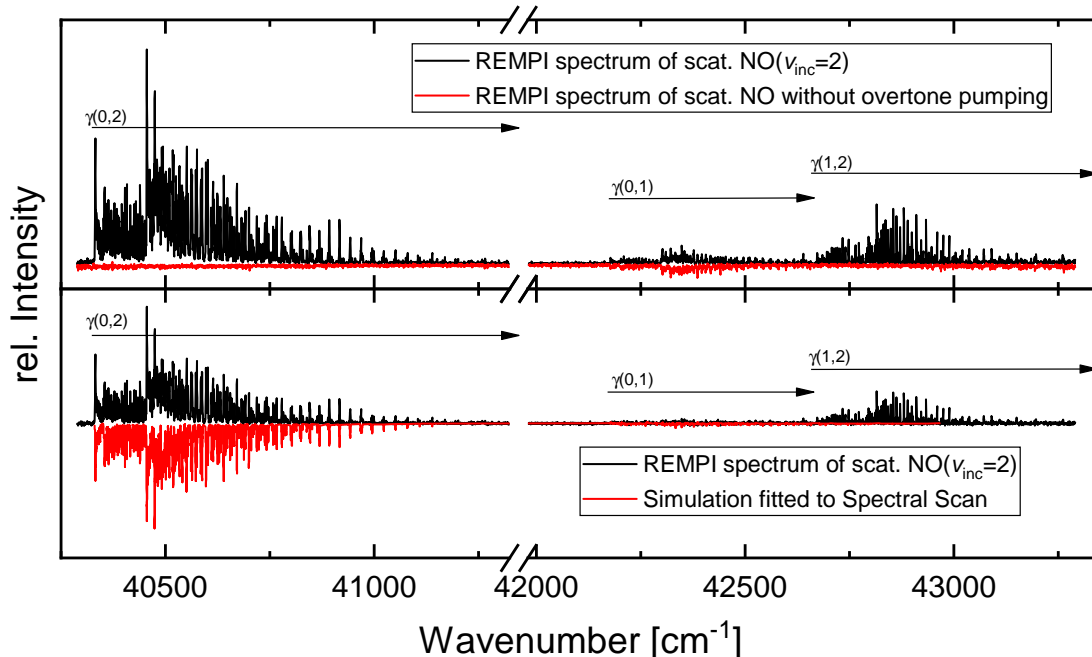 REMPI spectrum of scat. NO(vinc=2)
REMPI spectrum of scat. NO without overtone pumping
γ(0,2)
γ(0,1)
γ(1,2)
rel. Intensity
γ(0,2)
γ(0,1)
γ(1,2)
REMPI spectrum of scat. NO(vinc=2)
Simulation fitted to Spectral Scan
40500 41000 42000 42500 43000
Wavenumber [cm⁻¹]